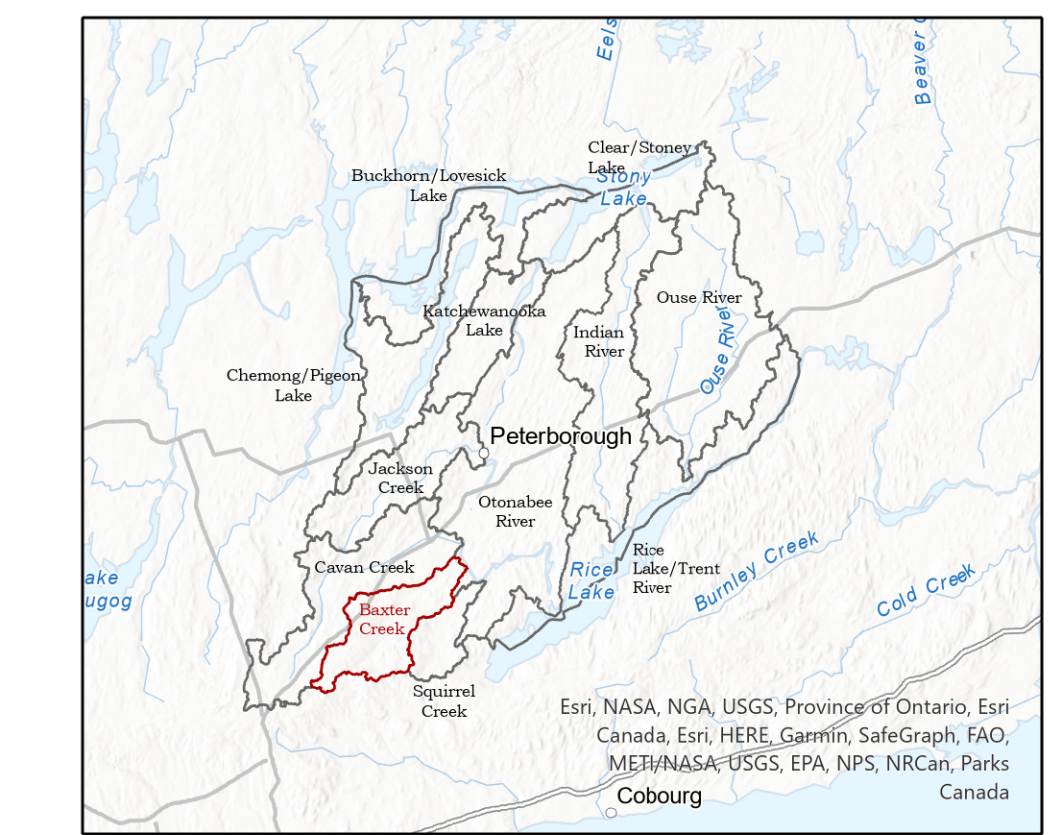 Eels
Beaver C
Clear/Stoney
Lake
Stony
Lake
Buckhorn/Lovesick
Lake
Ouse River
Katchewanooka
Lake
Indian
River
Ouse River
Chemong/Pigeon
Lake
Peterborough
Jackson
Creek
Otonabee
River
Cavan Creek
Rice
Lake
Rice
Lake/Trent
River
Burnley Creek
Cold Creek
ake
ugog
Baxter
Creek
Squirrel
Creek
Esri, NASA, NGA, USGS, Province of Ontario, Esri
Canada, Esri, HERE, Garmin, SafeGraph, FAO,
METI/NASA, USGS, EPA, NPS, NRCan, Parks
Canada
Cobourg